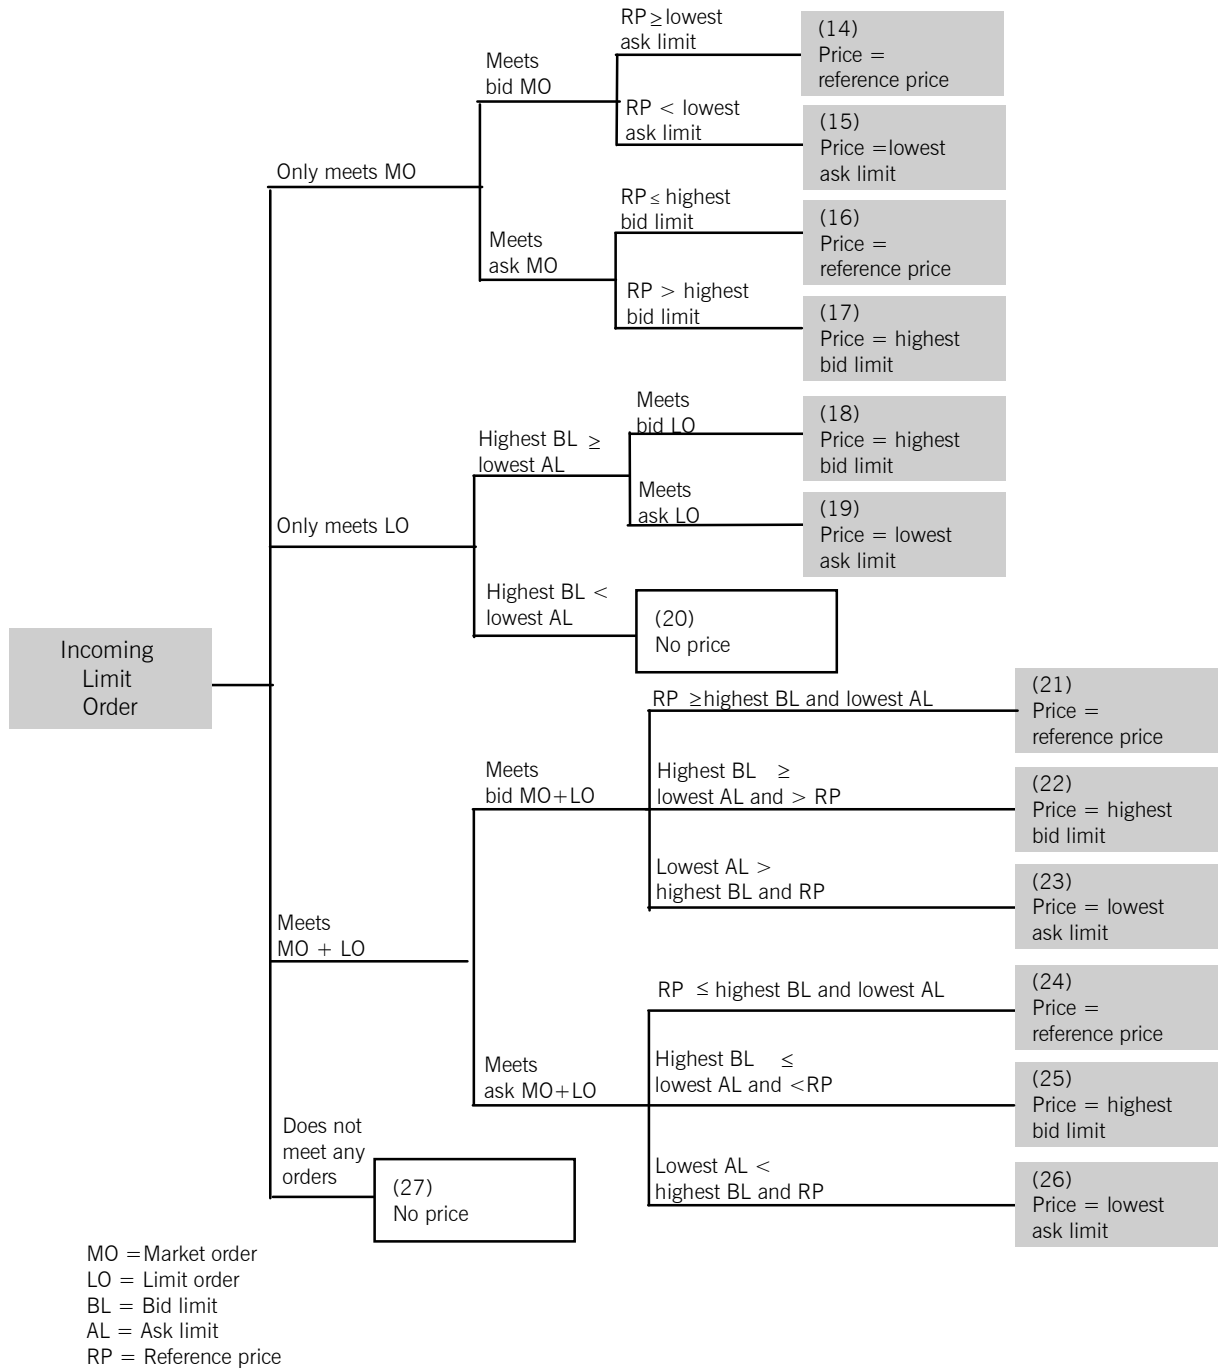 RP ≥ lowest
ask limit
(14)
Price =
reference price
Meets
bid MO
RP < lowest
ask limit
(15)
Price =lowest
ask limit
Only meets MO
RP ≤ highest
bid limit
(16)
Price =
reference price
Meets
ask MO
RP > highest
bid limit
(17)
Price = highest
bid limit
Meets
bid LO
(18)
Price = highest
bid limit
Highest BL ≥
lowest AL
Meets
ask LO
(19)
Price = lowest
ask limit
Only meets LO
Highest BL <
lowest AL
(20)
No price
Incoming
Limit
Order
RP ≥highest BL and lowest AL
(21)
Price =
reference price
Meets
bid MO+LO
Highest BL ≥
lowest AL and > RP
(22)
Price = highest
bid limit
Lowest AL >
highest BL and RP
(23)
Price = lowest
ask limit
Meets
MO + LO
RP ≤ highest BL and lowest AL
(24)
Price =
reference price
Meets
ask MO+LO
Highest BL ≤
lowest AL and <RP
(25)
Price = highest
bid limit
Lowest AL <
highest BL and RP
(26)
Price = lowest
ask limit
Does not
meet any
orders
(27)
No price
MO =Market order
LO = Limit order
BL = Bid limit
AL = Ask limit
RP = Reference price